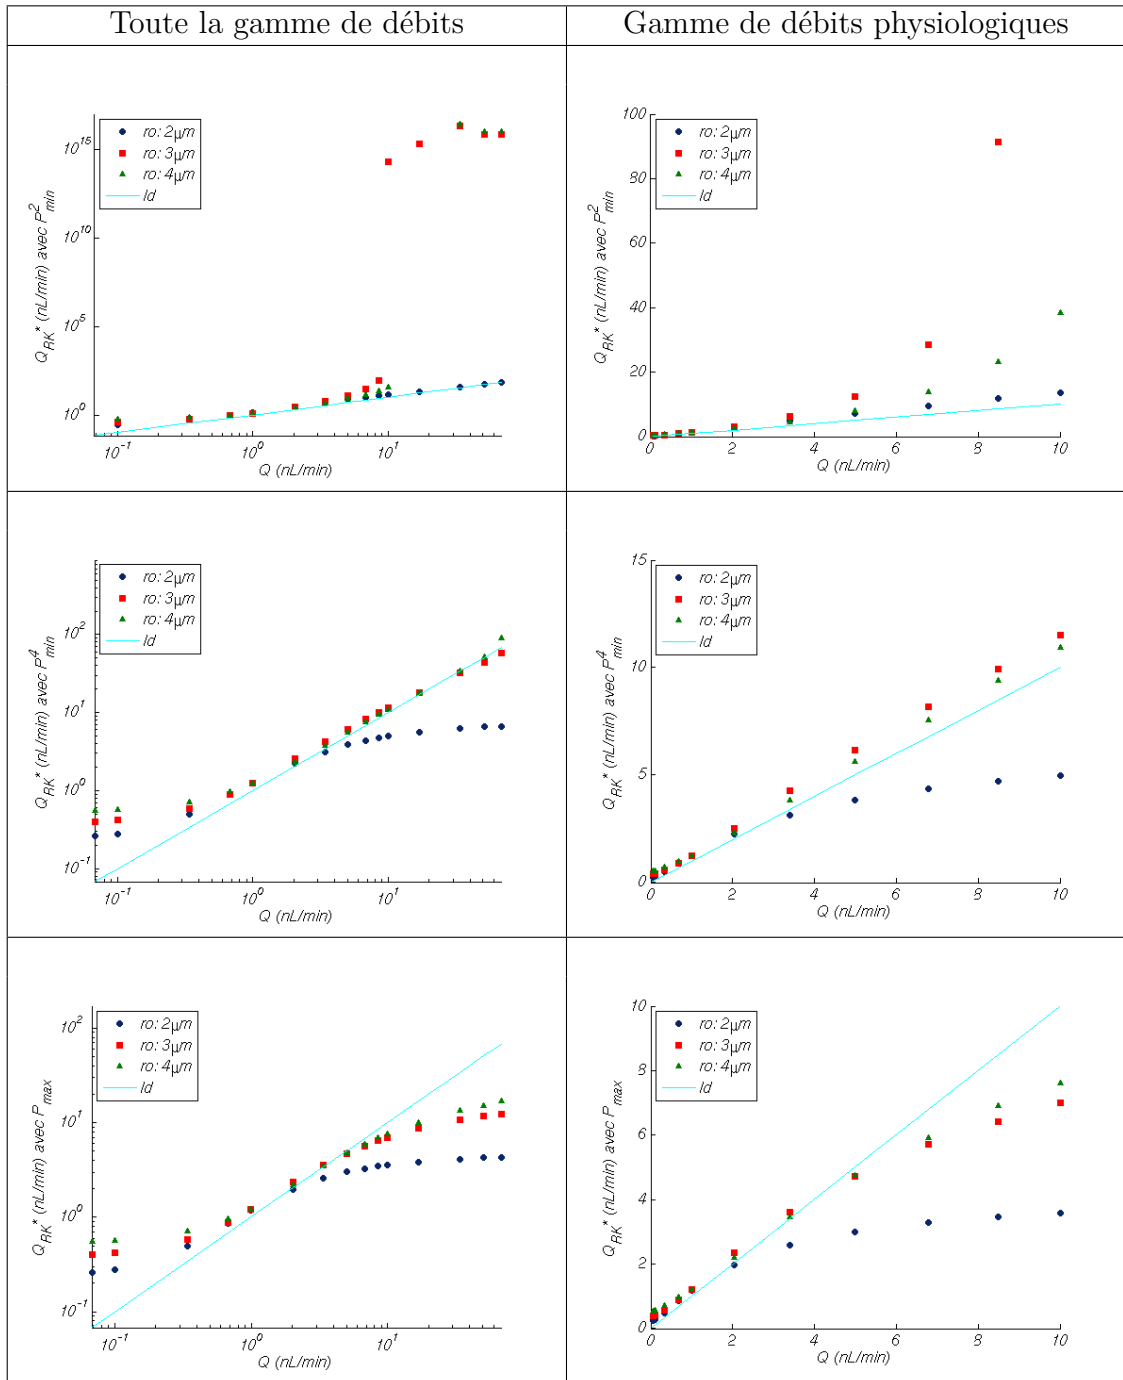 Toute la gamme de débits
Gamme de débits physiologiques
ro: 2µm
ro: 3µm
ro: 4µm
Id
10^15
10^10
10^5
10^0
10^-1
10^0
10^1
Q (nL/min)
Q_RK* (nL/min) avec P^2_min
ro: 2µm
ro: 3µm
ro: 4µm
Id
100
80
60
40
20
0
0 2 4 6 8 10
Q (nL/min)
Q_RK* (nL/min) avec P^2_min
ro: 2µm
ro: 3µm
ro: 4µm
Id
10^2
10^1
10^0
10^-1
10^-1
10^0
10^1
Q (nL/min)
Q_RK* (nL/min) avec P^4_min
ro: 2µm
ro: 3µm
ro: 4µm
Id
15
10
5
0
0 2 4 6 8 10
Q (nL/min)
Q_RK* (nL/min) avec P^4_min
ro: 2µm
ro: 3µm
ro: 4µm
Id
10^2
10^1
10^0
10^-1
10^-1
10^0
10^1
Q (nL/min)
Q_RK* (nL/min) avec P_max
ro: 2µm
ro: 3µm
ro: 4µm
Id
10
8
6
4
2
0
0 2 4 6 8 10
Q (nL/min)
Q_RK* (nL/min) avec P_max